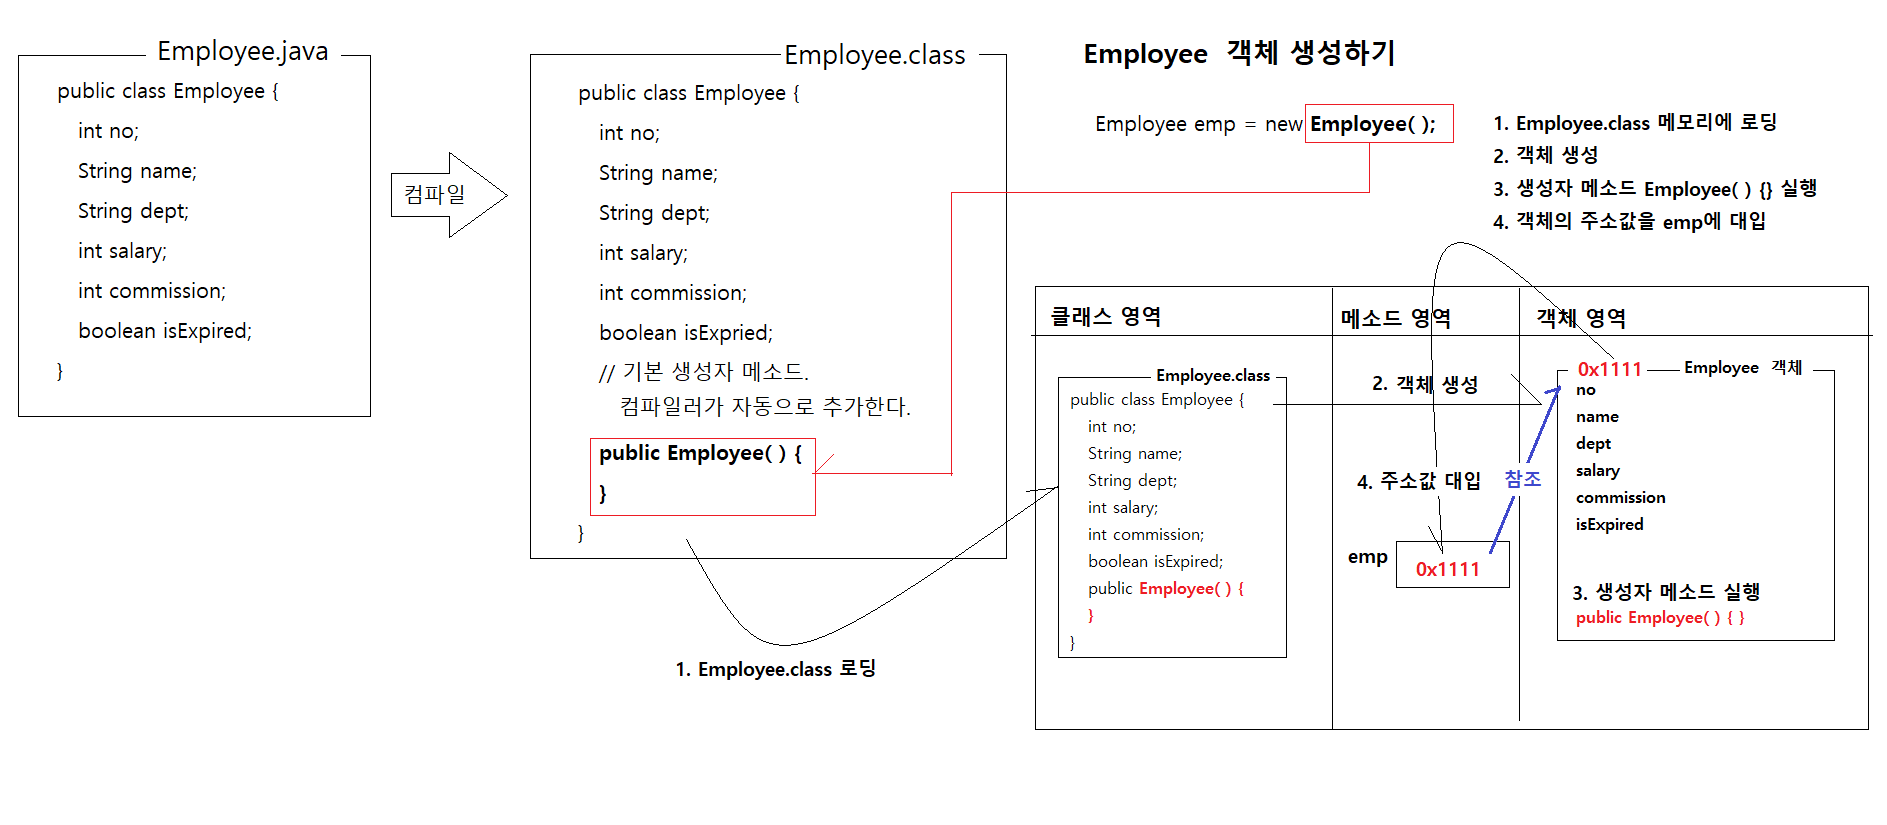 Employee.java
public class Employee {
int no;
String name;
String dept;
int salary;
int commission;
boolean isExpired;
}
컴파일
Employee.class
public class Employee {
int no;
String name;
String dept;
int salary;
int commission;
boolean isExpried;
// 기본 생성자 메소드.
컴파일러가 자동으로 추가한다.
public Employee( ) {
}
}
1. Employee.class 로딩
Employee 객체 생성하기
Employee emp = new Employee( );
1. Employee.class 메모리에 로딩
2. 객체 생성
3. 생성자 메소드 Employee( ) {} 실행
4. 객체의 주소값을 emp에 대입
클래스 영역
Employee.class
public class Employee {
int no;
String name;
String dept;
int salary;
int commission;
boolean isExpired;
public Employee( ) {
}
}
메소드 영역
2. 객체 생성
4. 주소값 대입
참조
emp
0x1111
객체 영역
0x1111
Employee 객체
no
name
dept
salary
commission
isExpired
3. 생성자 메소드 실행
public Employee( ) { }